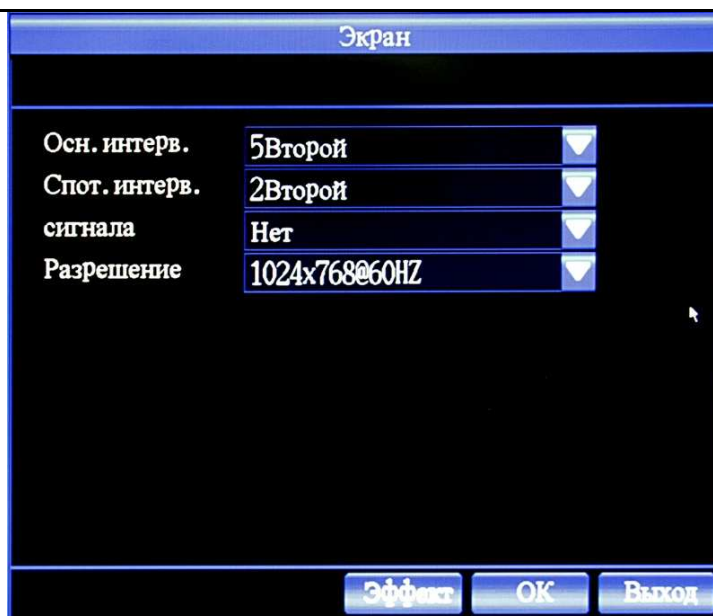 Экран
Осн.интерв. 5Второй
Спот.интерв. 2Второй
сигнала Нет
Разрешение 1024x768@60HZ
Эффект OK Выход